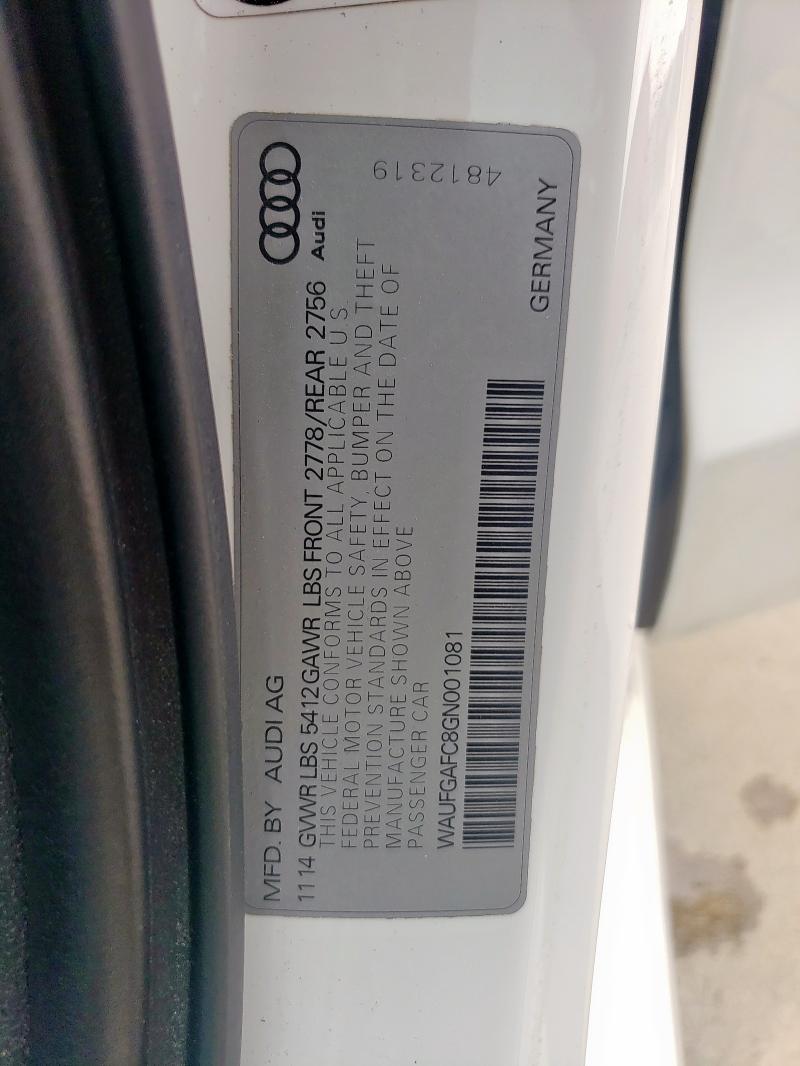 MFD. BY AUDI AG
Audi
1114 GVWR LBS 5412GAWR LBS FRONT 2778/REAR 2756
THIS VEHICLE CONFORMS TO ALL APPLICABLE U S
FEDERAL MOTOR VEHICLE SAFETY, BUMPER AND THEFT
PREVENTION STANDARDS IN EFFECT ON THE DATE OF
MANUFACTURE SHOWN ABOVE
PASSENGER CAR
WAUFGAFC8GN001081
GERMANY
4812319